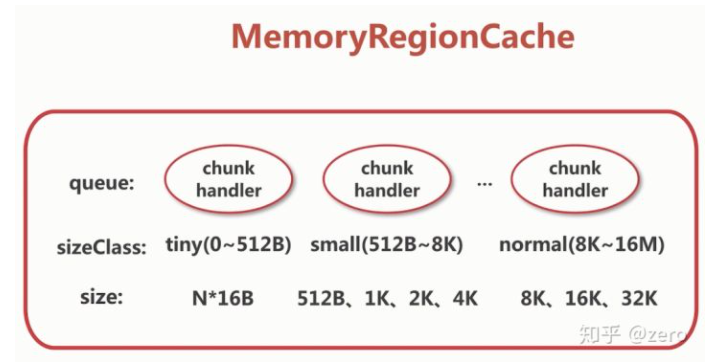 MemoryRegionCache
queue: chunk handler chunk handler ... chunk handler
sizeClass: tiny(0~512B) small(512B~8K) normal(8K~16M)
size: N*16B 512B、1K、2K、4K 8K、16K、32K
知乎 @zero